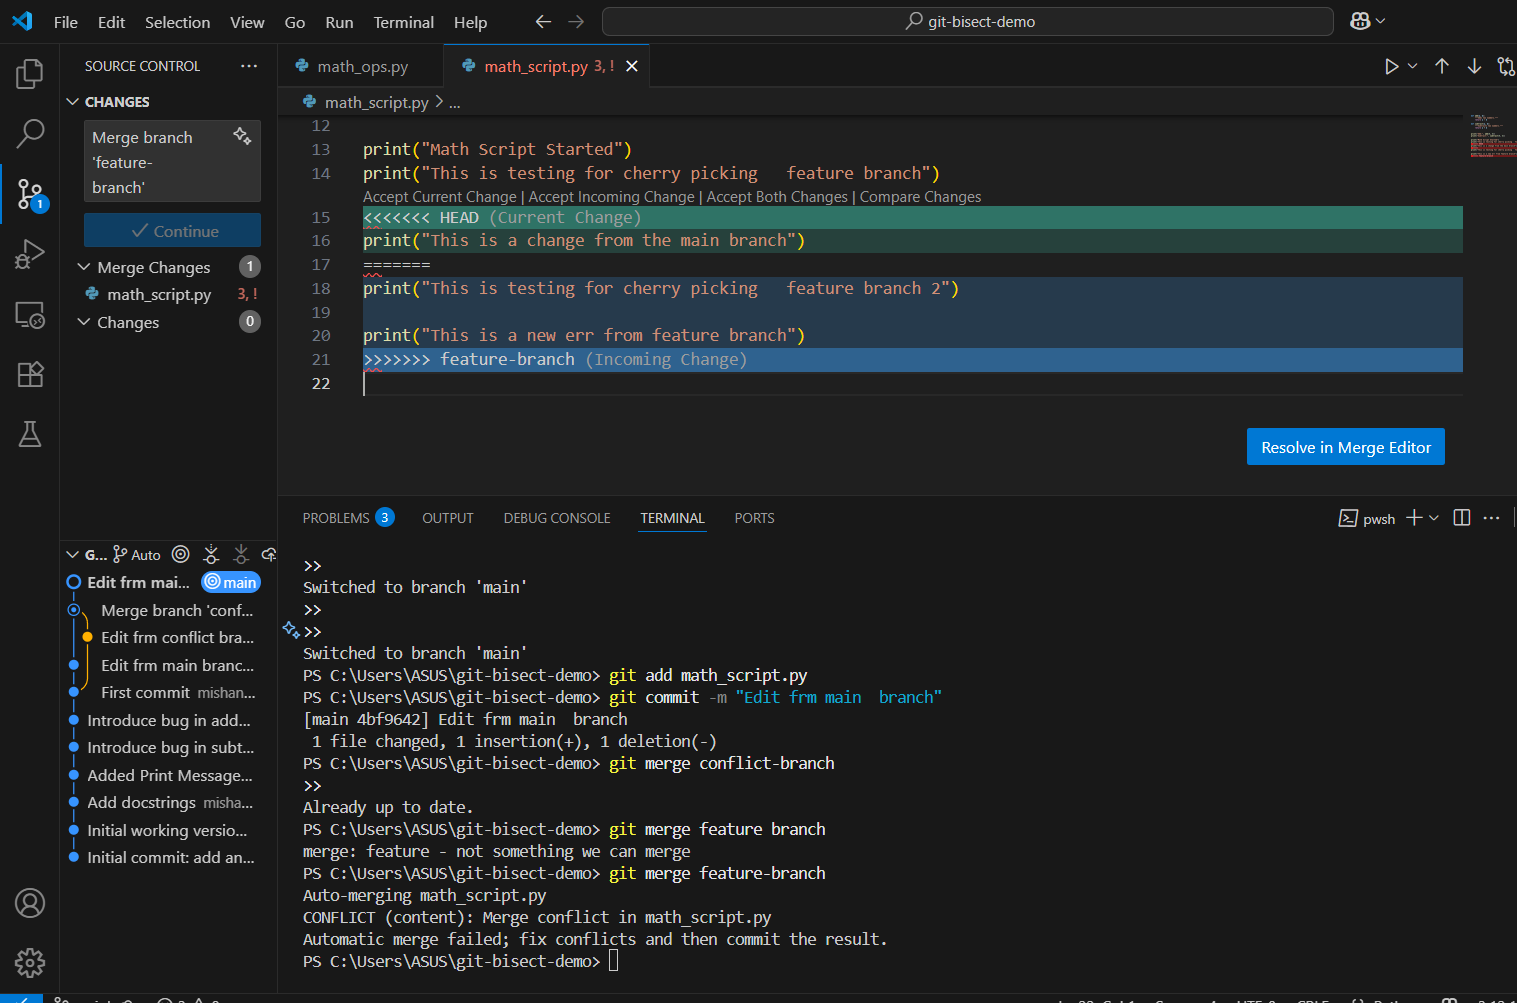 File Edit Selection View Go Run Terminal Help
git-bisect-demo
SOURCE CONTROL
CHANGES
Merge branch
'feature-
branch'
Continue
Merge Changes 1
math_script.py 3, !
Changes 0
1
math_ops.py
math_script.py 3, !
math_script.py > ...
12
13 print("Math Script Started")
14 print("This is testing for cherry picking   feature branch")
Accept Current Change | Accept Incoming Change | Accept Both Changes | Compare Changes
15 <<<<<<< HEAD (Current Change)
16 print("This is a change from the main branch")
17 =======
18 print("This is testing for cherry picking   feature branch 2")
19
20 print("This is a new err from feature branch")
21 >>>>>>> feature-branch (Incoming Change)
22
Resolve in Merge Editor
G... Auto
Edit frm mai... main
Merge branch 'conf...
Edit frm conflict bra...
Edit frm main branc...
First commit mishan...
Introduce bug in add...
Introduce bug in subt...
Added Print Message...
Add docstrings misha...
Initial working versio...
Initial commit: add an...
PROBLEMS 3 OUTPUT DEBUG CONSOLE TERMINAL PORTS
pwsh
>>
Switched to branch 'main'
>>
>>
Switched to branch 'main'
PS C:\Users\ASUS\git-bisect-demo> git add math_script.py
PS C:\Users\ASUS\git-bisect-demo> git commit -m "Edit frm main  branch"
[main 4bf9642] Edit frm main  branch
 1 file changed, 1 insertion(+), 1 deletion(-)
PS C:\Users\ASUS\git-bisect-demo> git merge conflict-branch
>>
Already up to date.
PS C:\Users\ASUS\git-bisect-demo> git merge feature branch
merge: feature - not something we can merge
PS C:\Users\ASUS\git-bisect-demo> git merge feature-branch
Auto-merging math_script.py
CONFLICT (content): Merge conflict in math_script.py
Automatic merge failed; fix conflicts and then commit the result.
PS C:\Users\ASUS\git-bisect-demo>